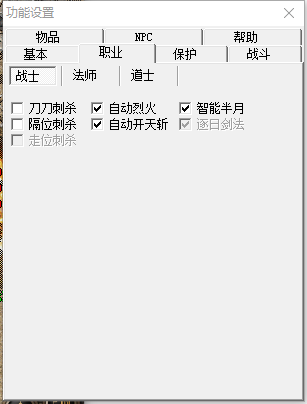 功能设置
物品 NPC 帮助
基本 职业 保护 战斗
战士 法师 道士
刀刀刺杀 自动烈火 智能半月
隔位刺杀 自动开天斩 逐日剑法
走位刺杀